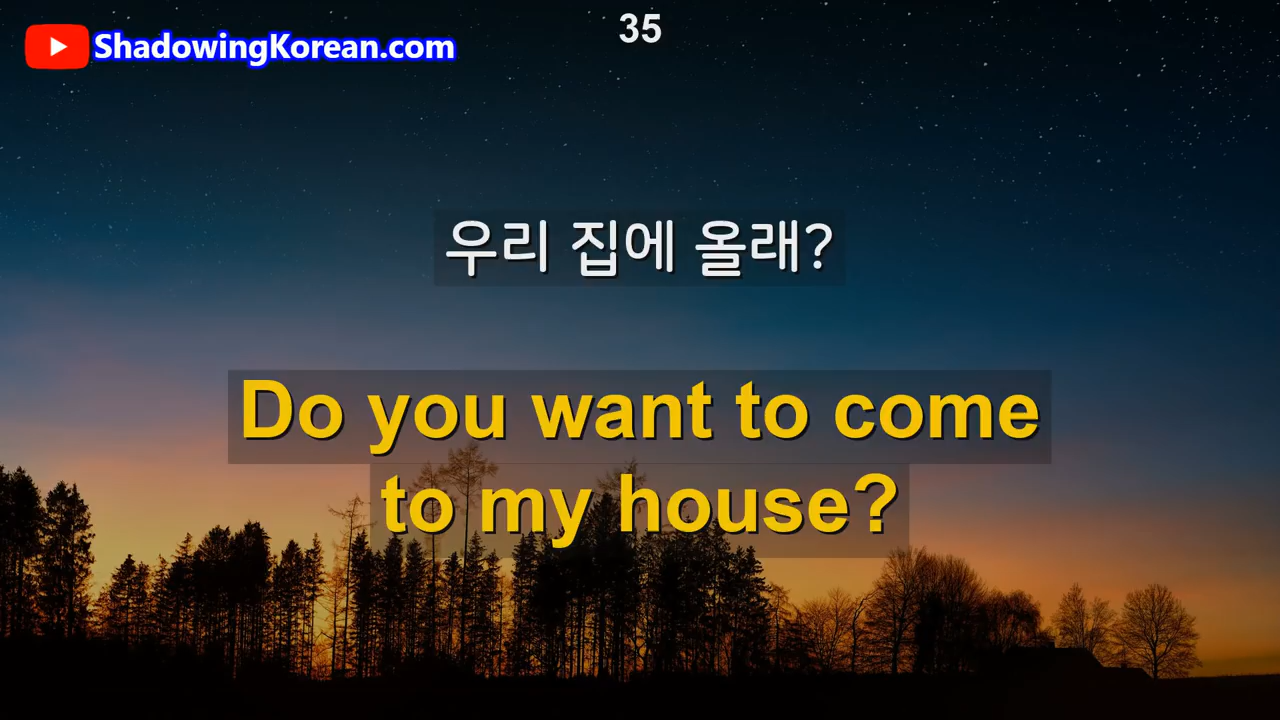 35
ShadowingKorean.com
우리 집에 올래?
Do you want to come
to my house?